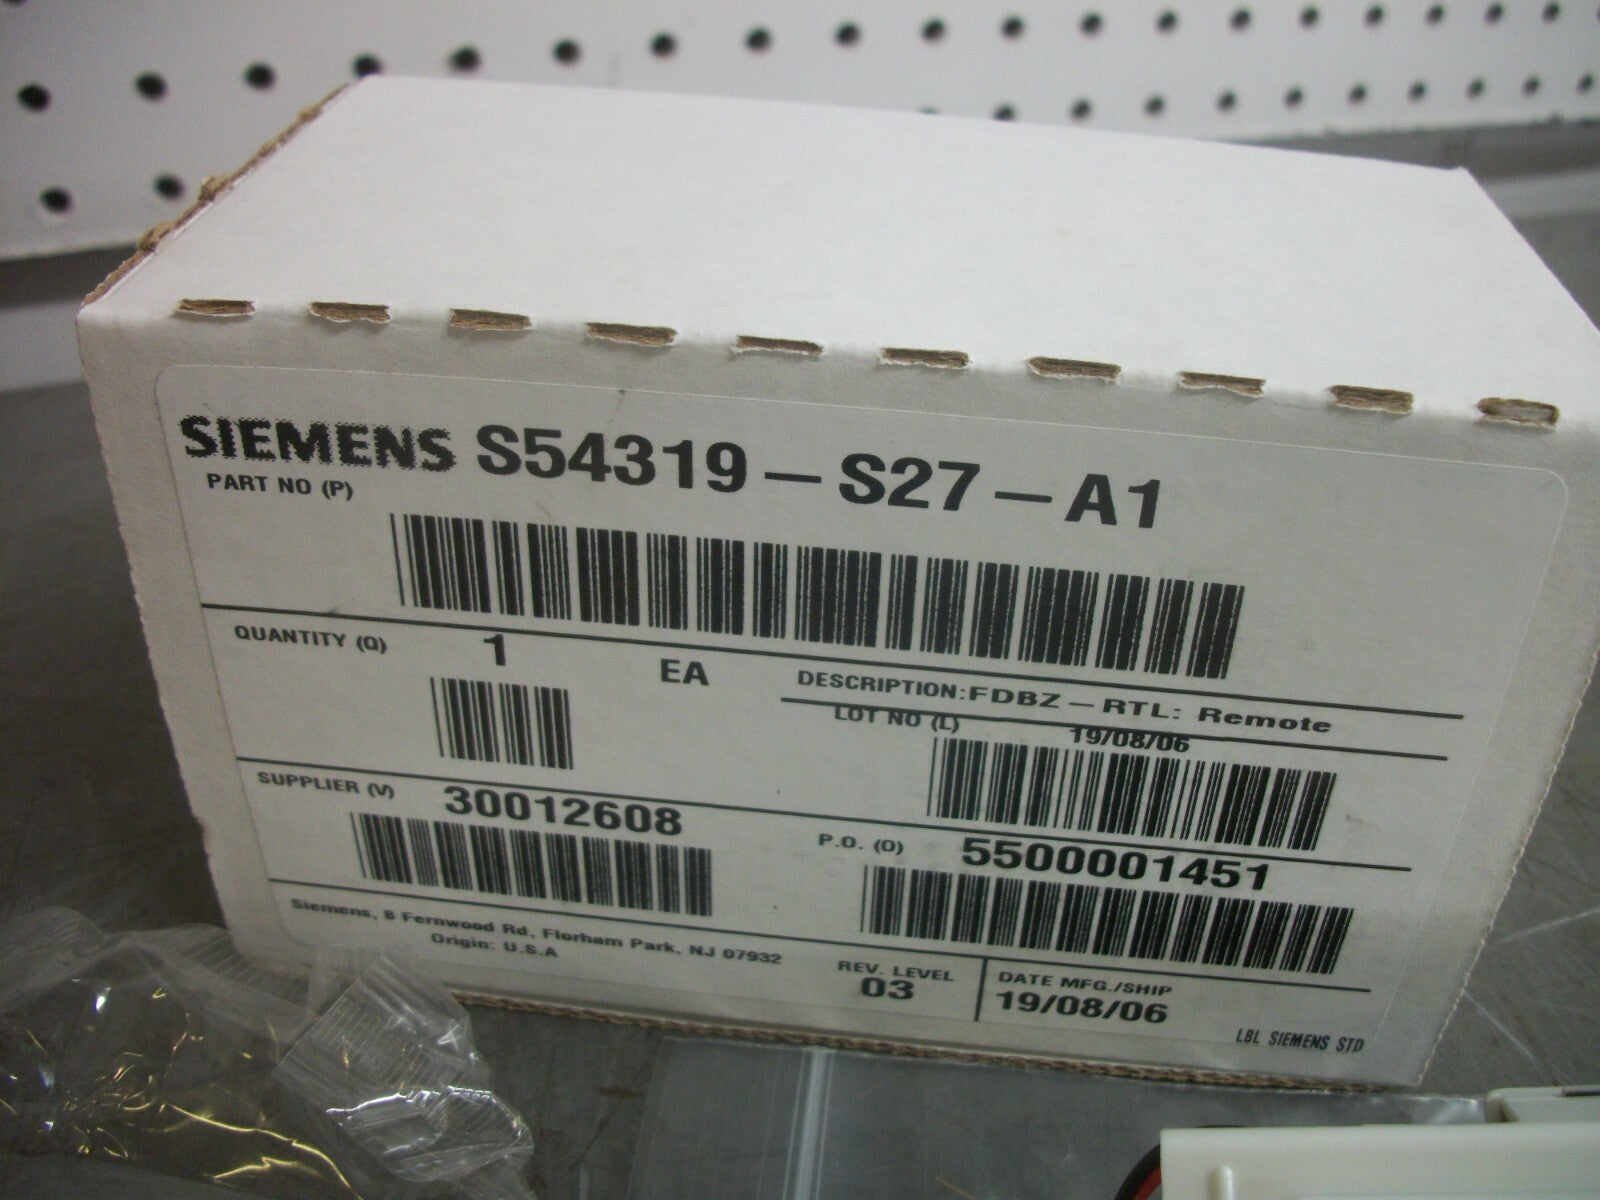 SIEMENS S54319-S27-A1
PART NO (P)
QUANTITY (Q) 1 EA
DESCRIPTION: FDBZ-RTL: Remote
LOT NO (L) 19/08/06
SUPPLIER (V) 30012608
P.O. (O) 5500001451
Siemens, 8 Fernwood Rd, Florham Park, NJ 07932
Origin: U.S.A
REV. LEVEL
03
DATE MFG./SHIP
19/08/06
LBL SIEMENS STD